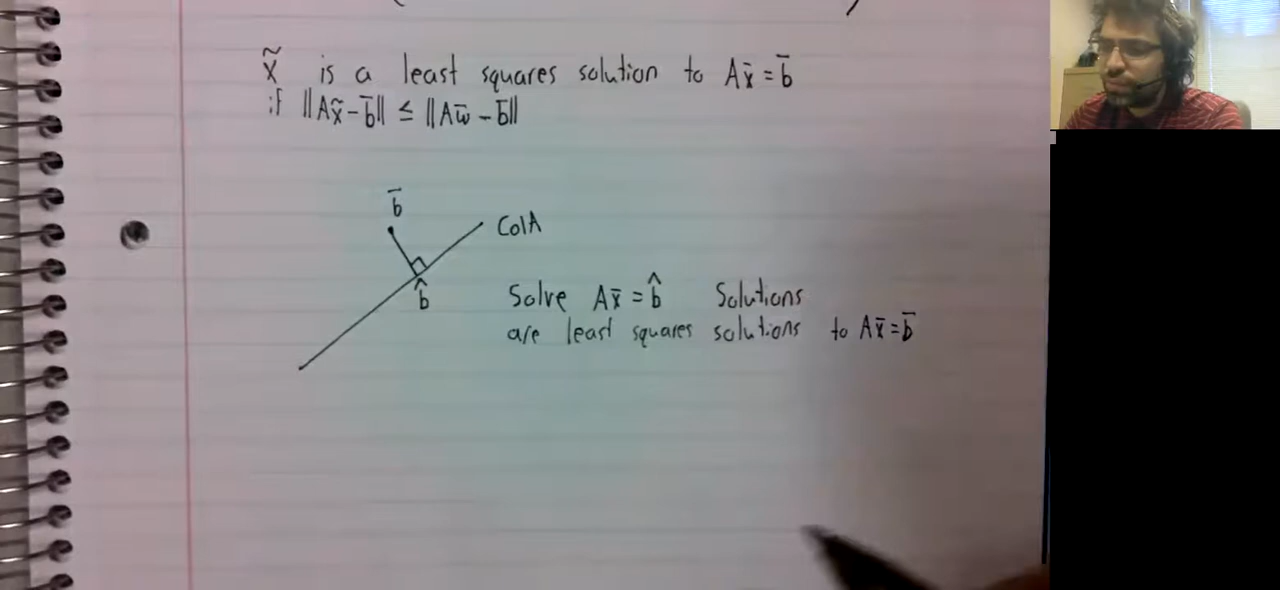 x̃ is a least squares solution to Ax̄ = b̄
if ||Ax̃ - b̄|| ≤ ||Aw̄ - b̄||
b̄
ColA
b̂
Solve Ax̄ = b̂ Solutions
are least squares solutions to Ax̄ = b̄